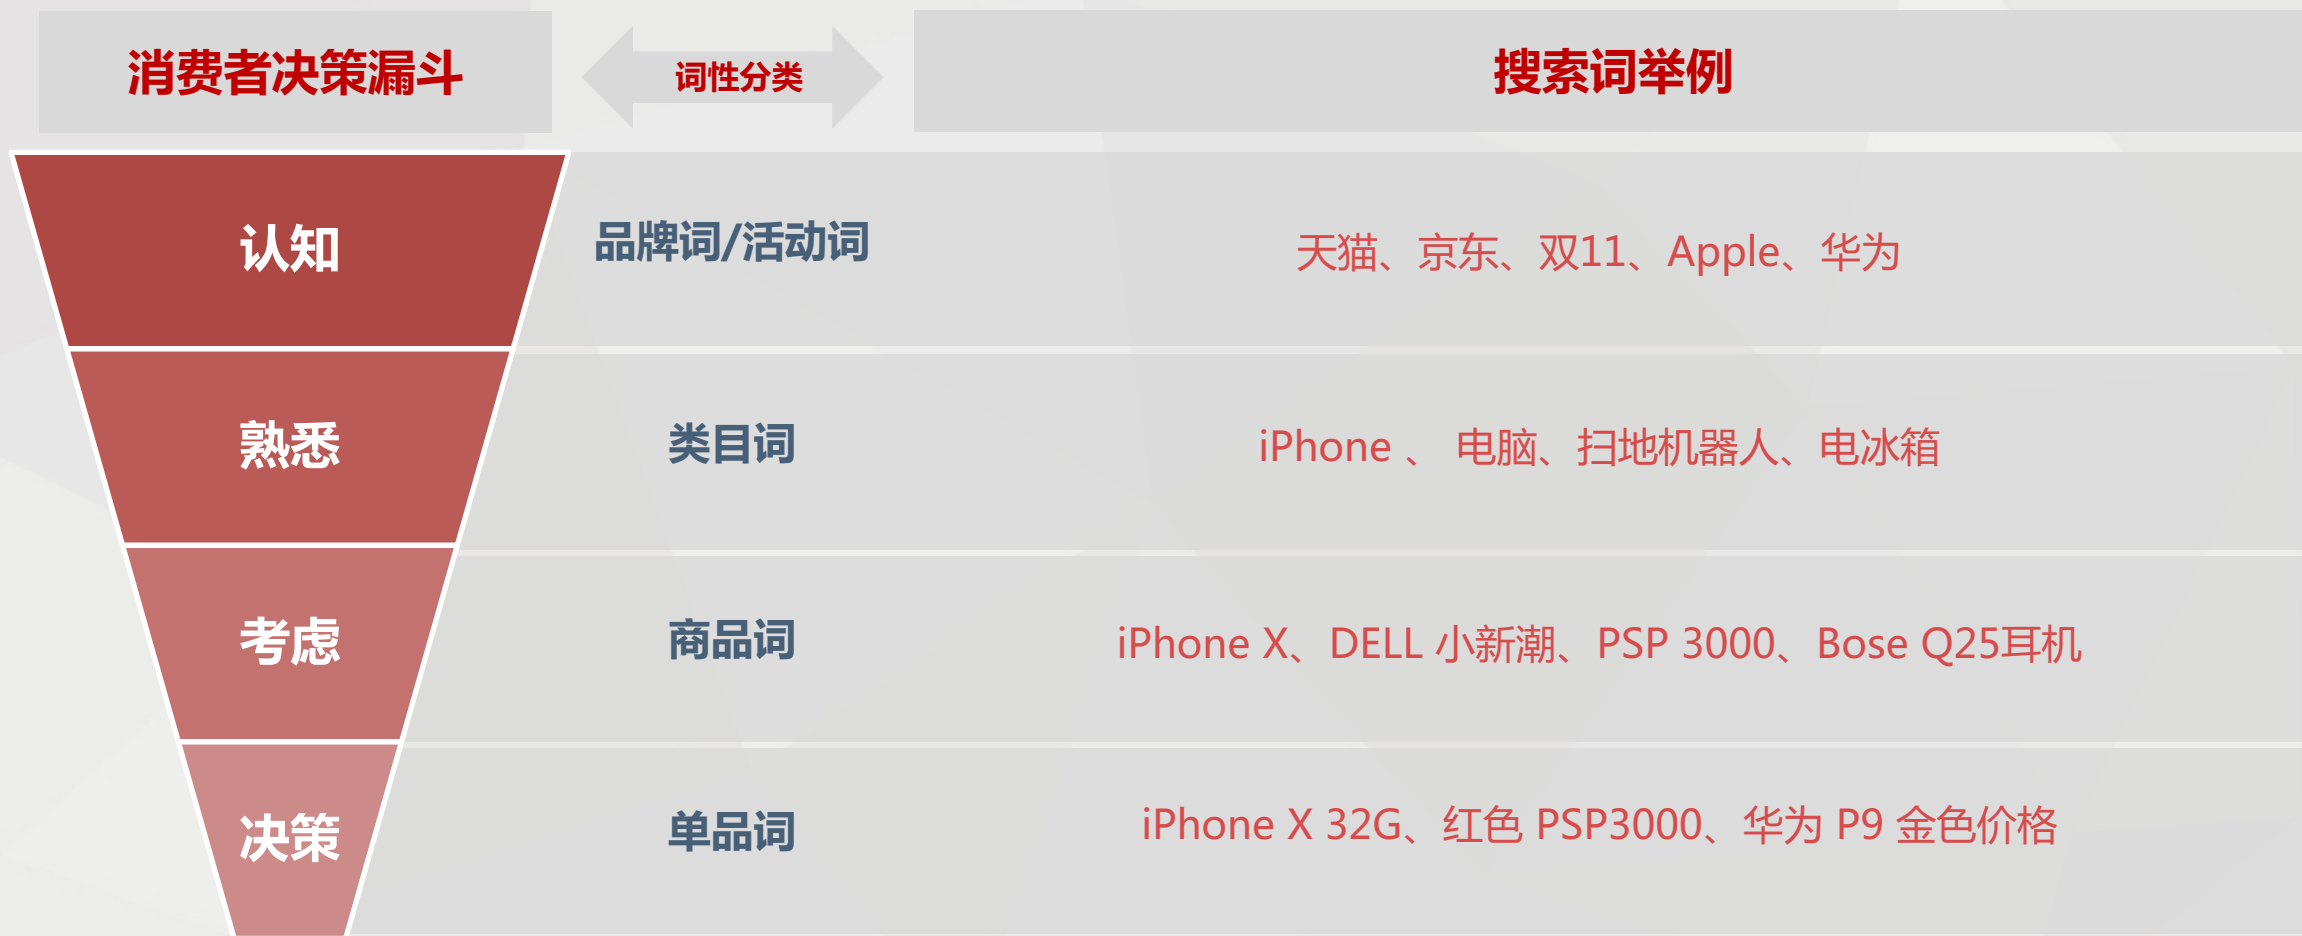 消费者决策漏斗
词性分类
搜索词举例
认知
品牌词/活动词
天猫、京东、双11、Apple、华为
熟悉
类目词
iPhone 、 电脑、扫地机器人、电冰箱
考虑
商品词
iPhone X、DELL 小新潮、PSP 3000、Bose Q25耳机
决策
单品词
iPhone X 32G、红色 PSP3000、华为 P9 金色价格